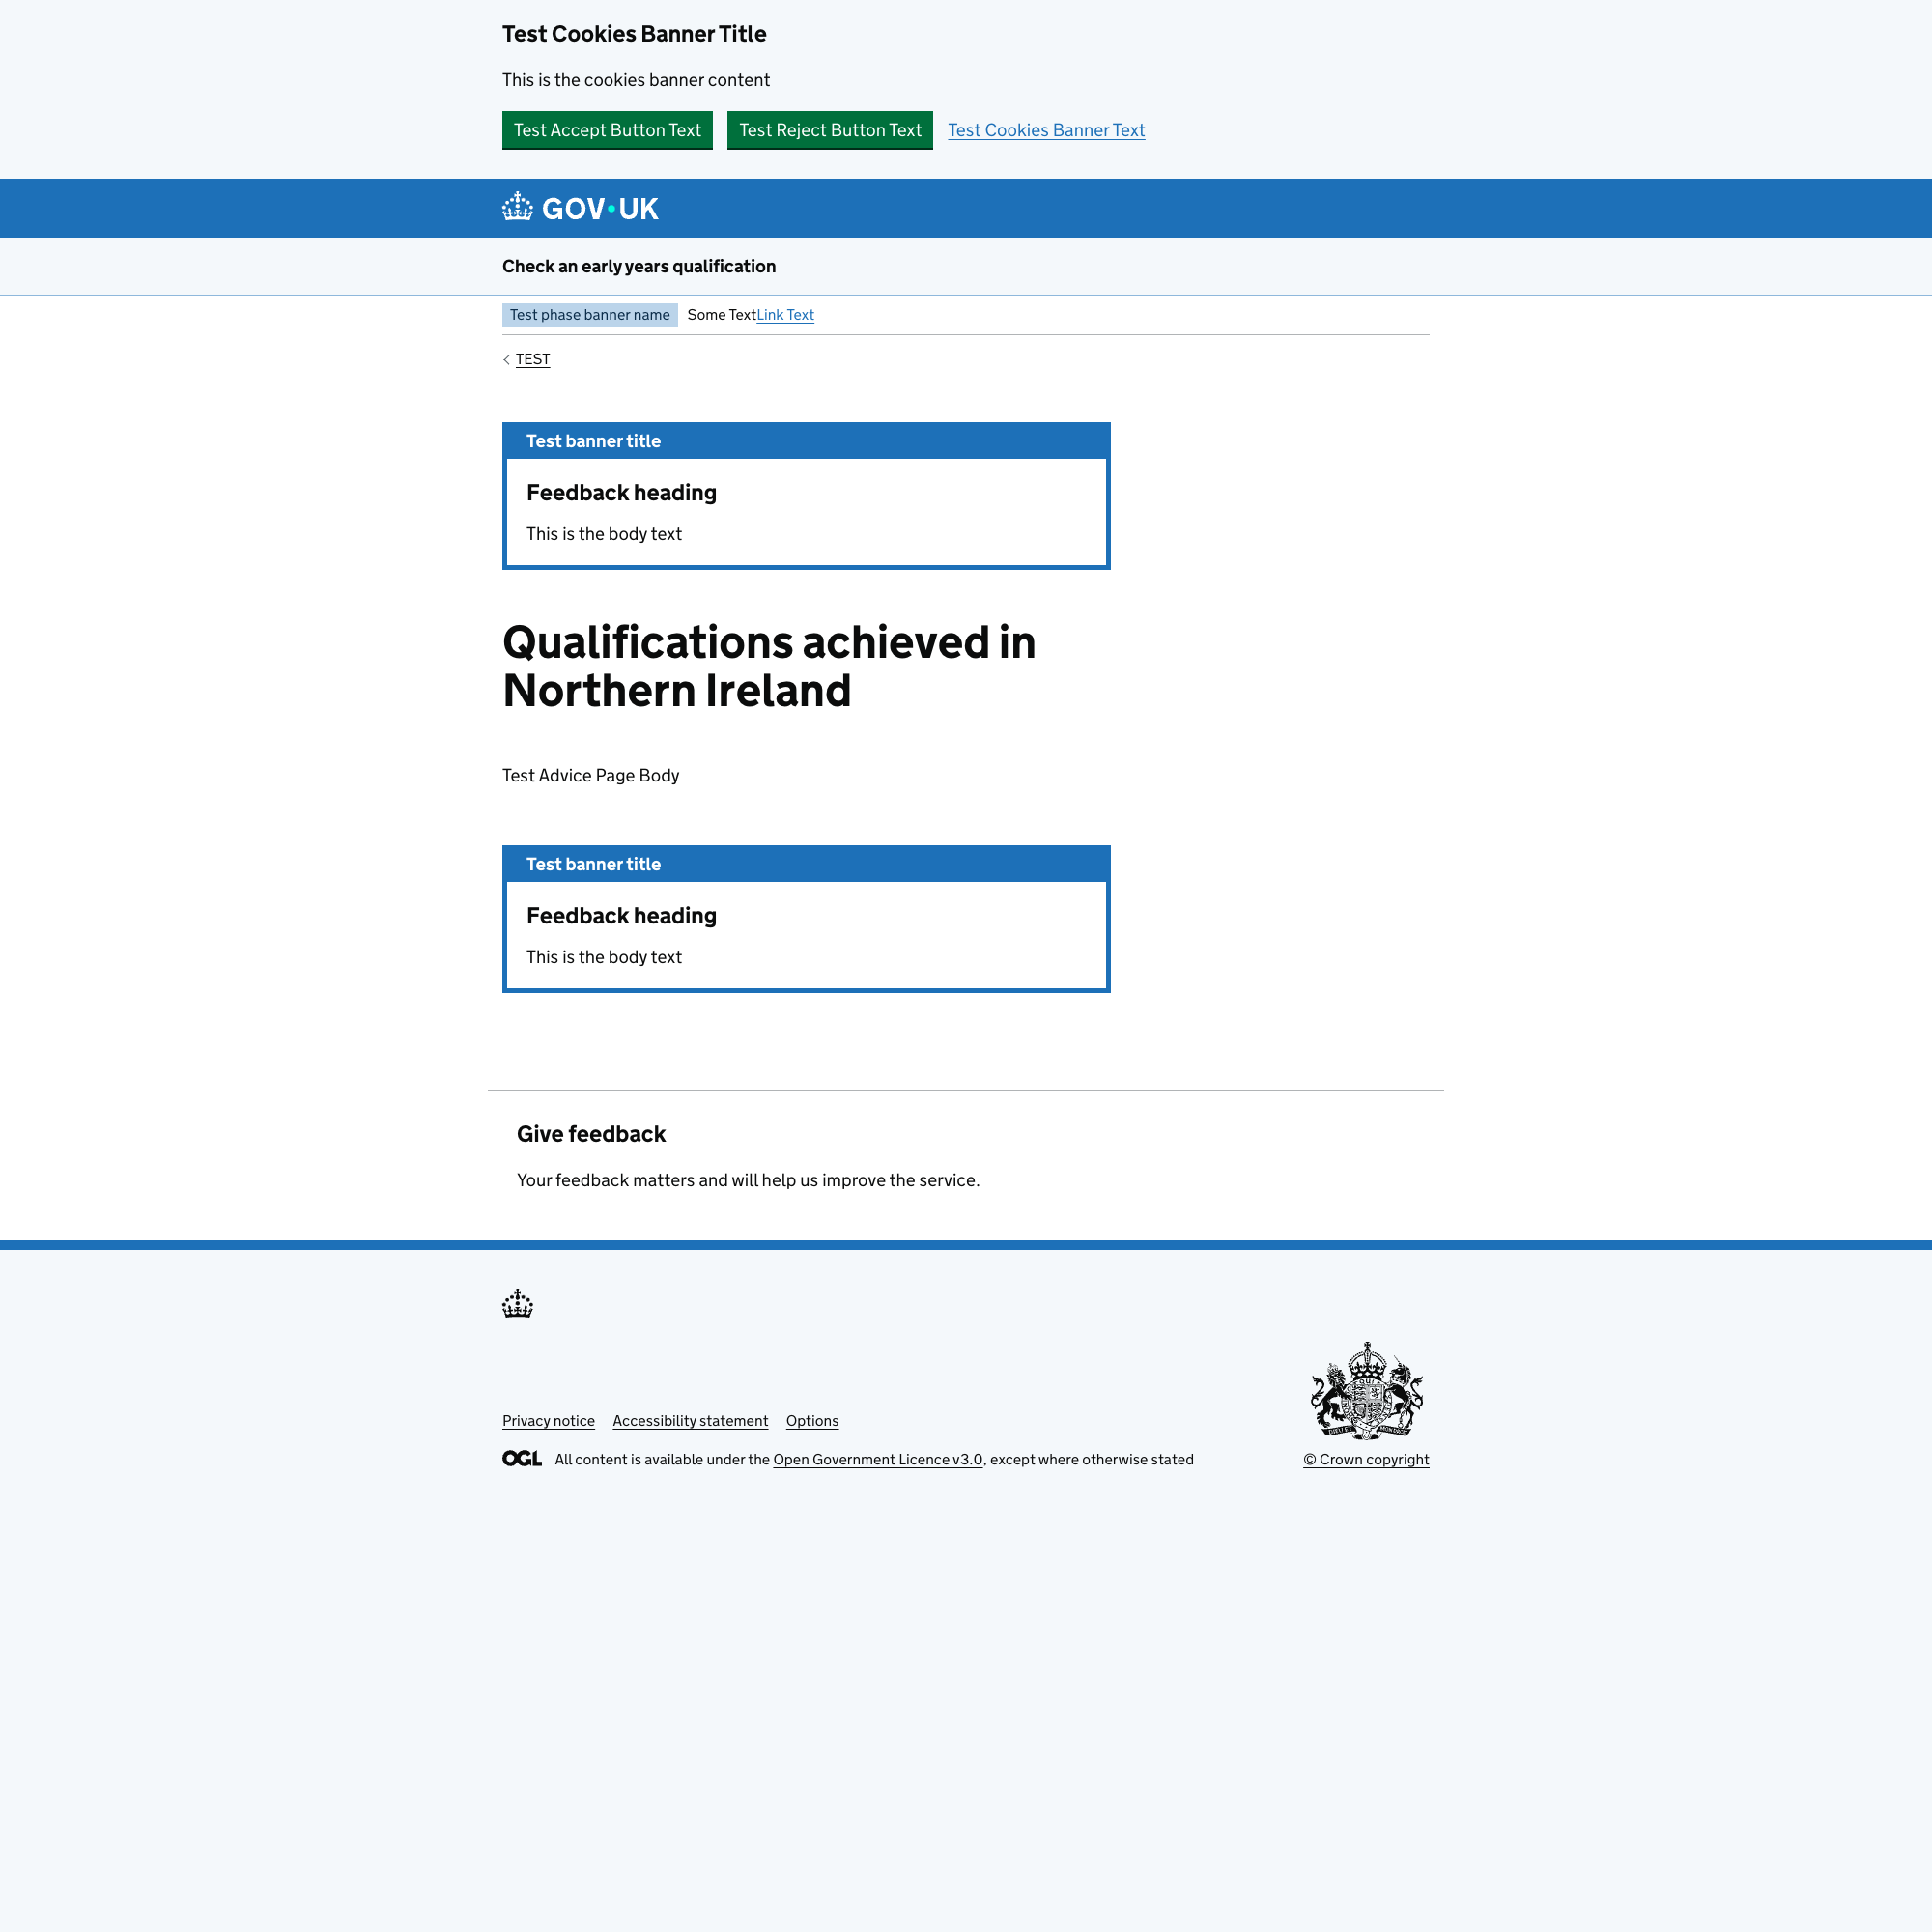 Test Cookies Banner Title
This is the cookies banner content
Test Accept Button Text Test Reject Button Text Test Cookies Banner Text
GOV·UK
Check an early years qualification
Test phase banner name Some TextLink Text
TEST
Test banner title
Feedback heading
This is the body text
Qualifications achieved in
Northern Ireland
Test Advice Page Body
Test banner title
Feedback heading
This is the body text
Give feedback
Your feedback matters and will help us improve the service.
Privacy notice Accessibility statement Options
OGL All content is available under the Open Government Licence v3.0, except where otherwise stated
© Crown copyright